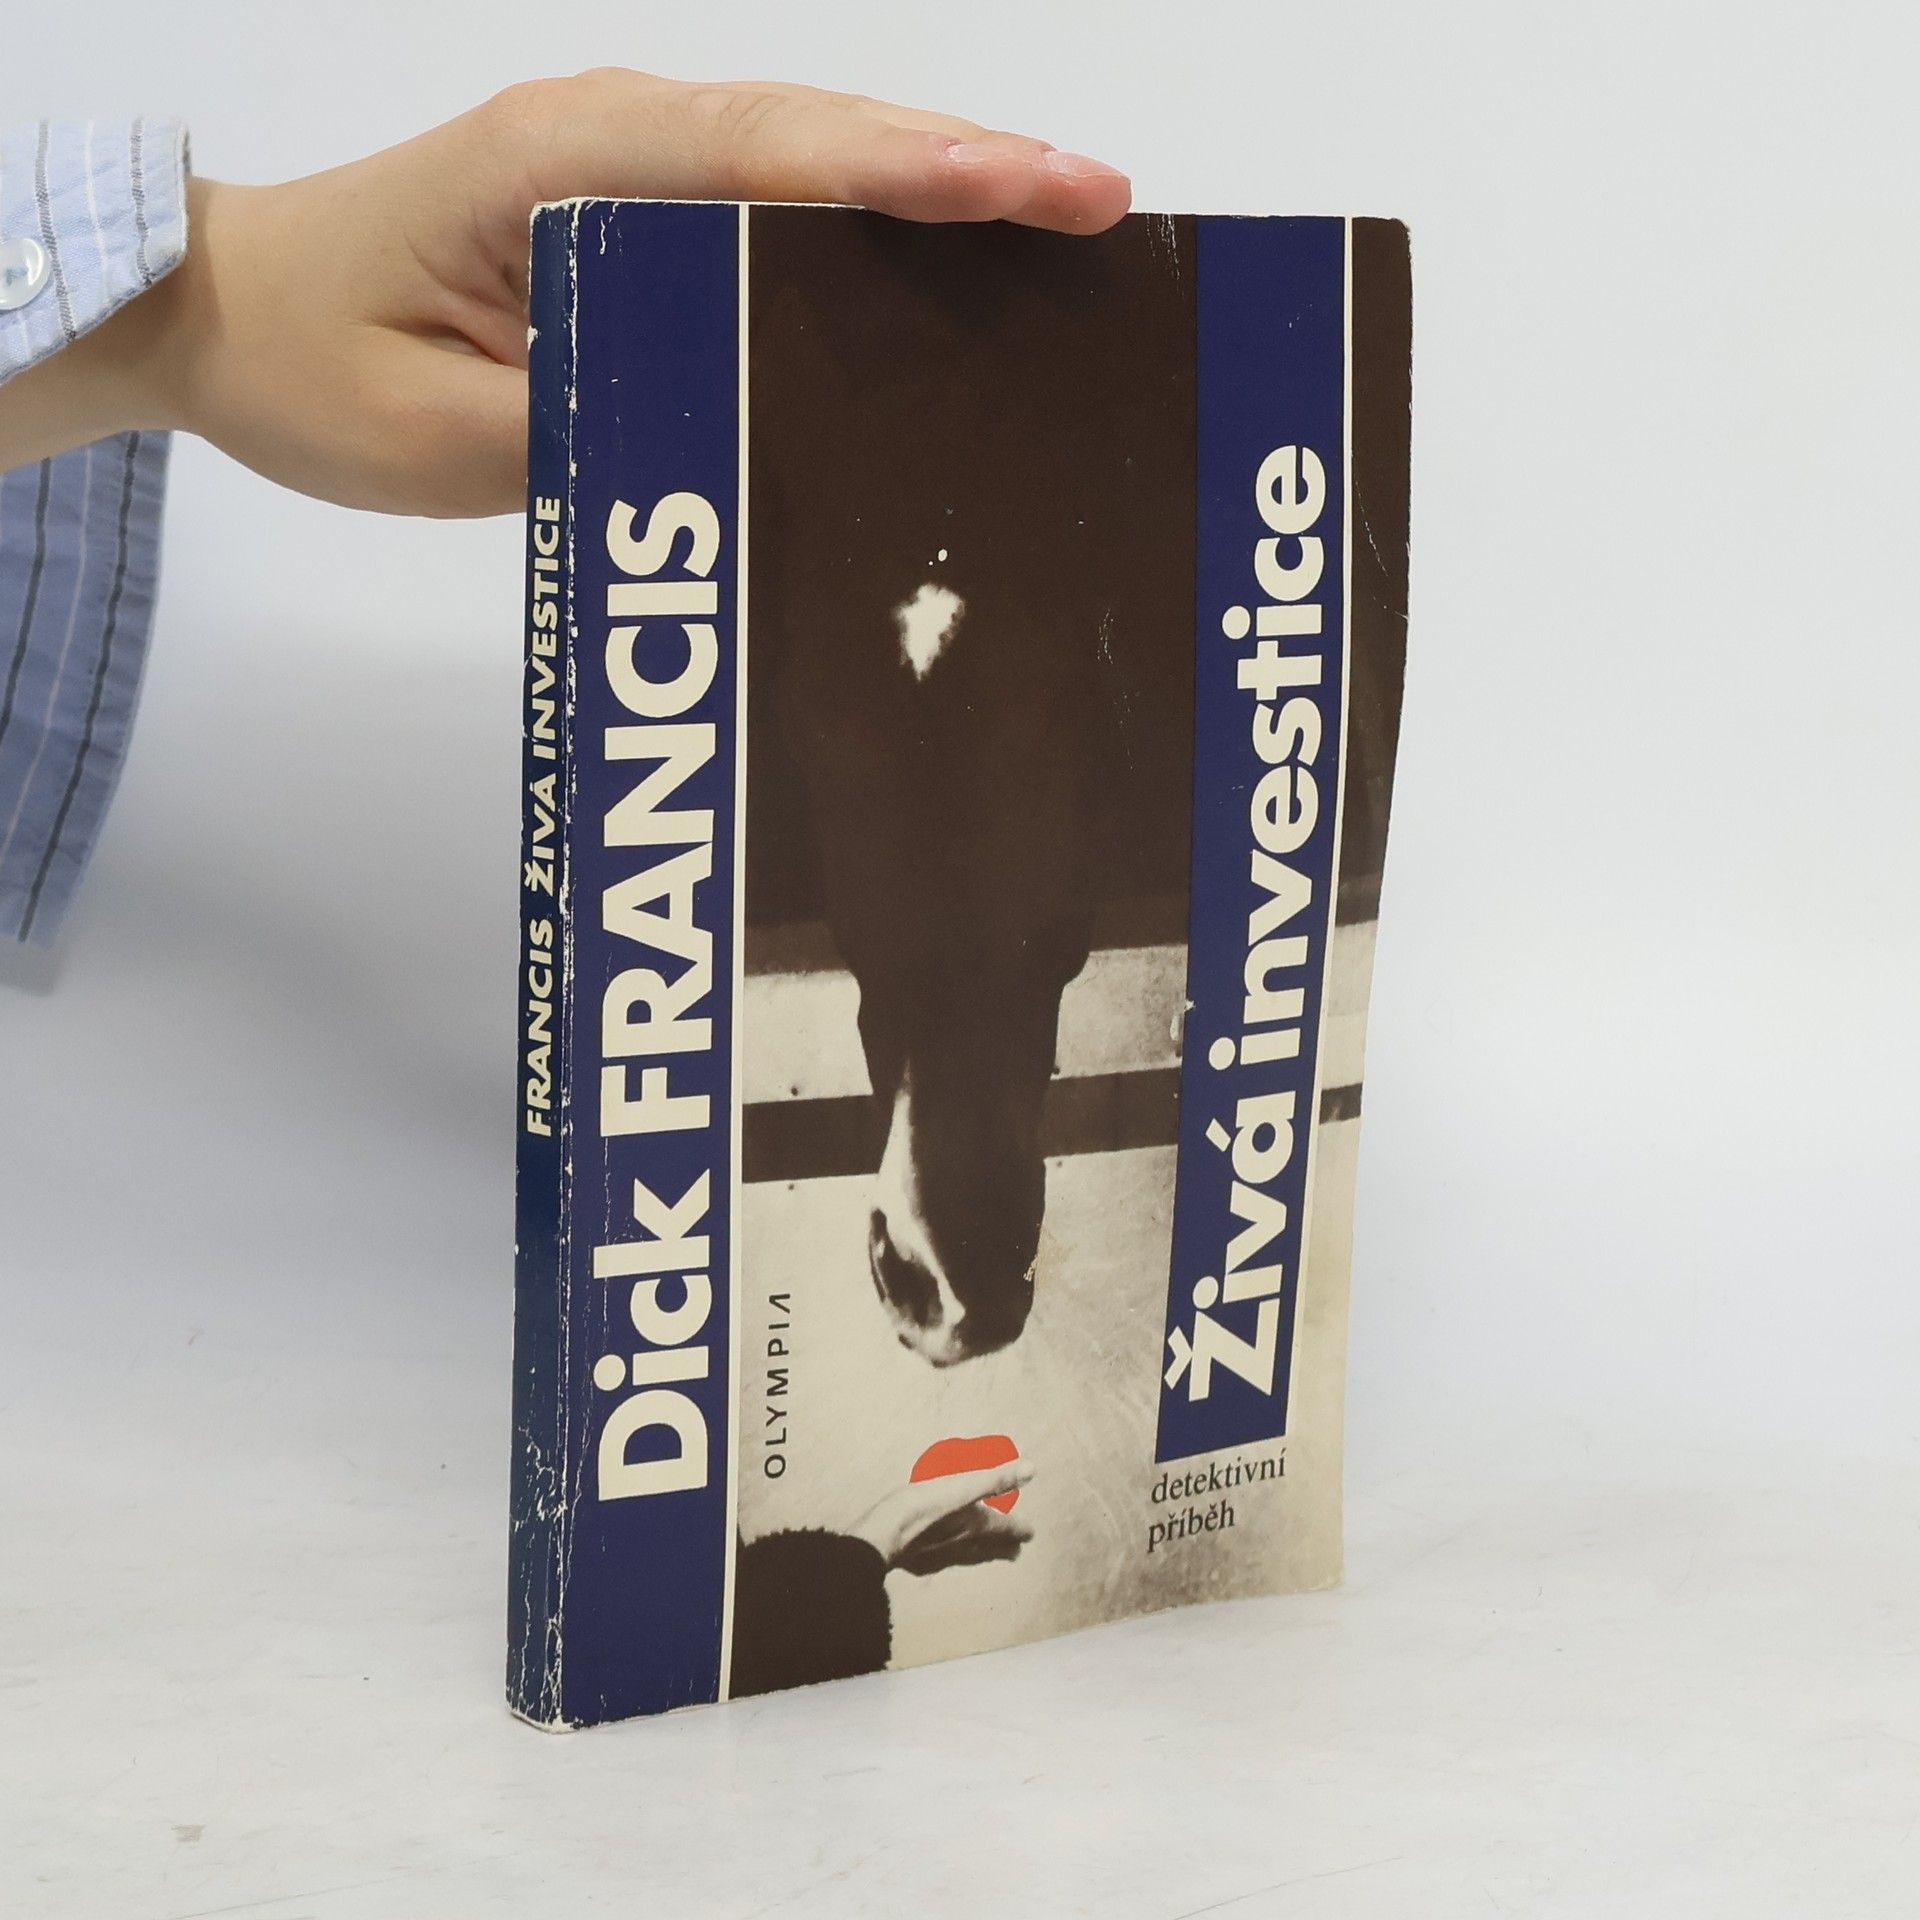 FRANCIS ŽIVÁ INVESTICE
Dick FRANCIS
OLYMPIA
Živá investice
detektivní
příběh